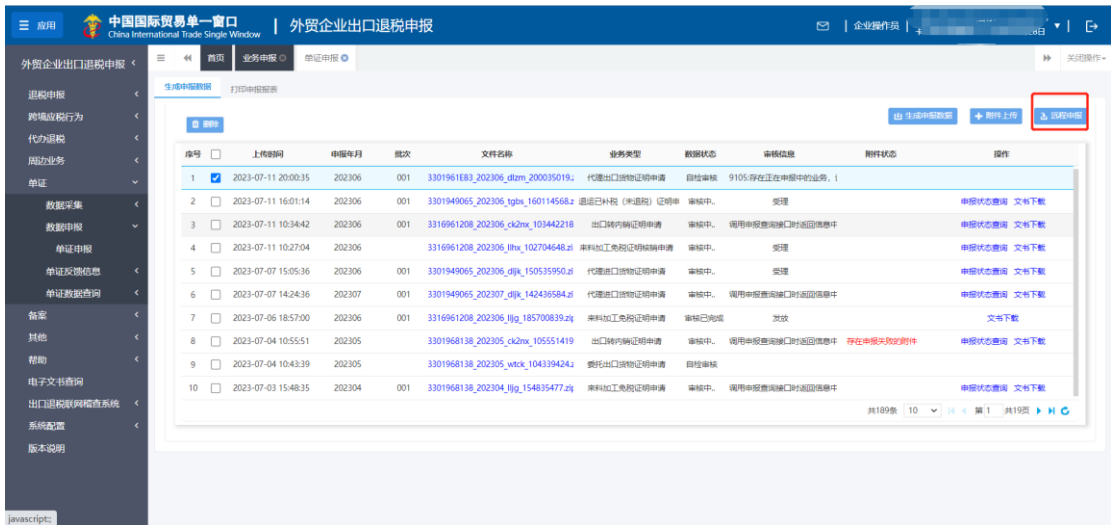 应用
中国国际贸易单一窗口
China International Trade Single Window
外贸企业出口退税申报
企业操作员
外贸企业出口退税申报
首页 业务申报 单证申报 关闭操作
退税申报
跨境应税行为
代办退税
周边业务
单证
数据采集
数据申报
单证申报
单证反馈信息
单证数据查询
备案
其他
帮助
电子文书查询
出口退税联网稽查系统
系统配置
版本说明
生成申报数据 打印申报报表
生成申报数据 附件上传 远程申报
删除
序号 上传时间 申报年月 批次 文件名称 业务类型 数据状态 审核信息 附件状态 操作
1 2023-07-11 20:00:35 202306 001 3301961E83_202306_dlzm_200035019.z 代理出口货物证明申请 自检审核 9105:存在正在申报中的业务,
2 2023-07-11 16:01:14 202306 001 3301949065_202306_tgbs_160114568.z 退运已补税(未退税)证明申 审核中.. 受理 申报状态查询 文书下载
3 2023-07-11 10:34:42 202306 001 3316961208_202306_ck2nx_103442218 出口转内销证明申请 审核中.. 调用申报查询接口时返回信息中 申报状态查询 文书下载
4 2023-07-11 10:27:04 202306 3316961208_202306_llhx_102704648.zi 来料加工免税证明核销申请 审核中.. 受理 申报状态查询 文书下载
5 2023-07-07 15:05:36 202306 001 3301949065_202306_dljk_150535950.zi 代理进口货物证明申请 审核中.. 受理 申报状态查询 文书下载
6 2023-07-07 14:24:36 202307 001 3301949065_202307_dljk_142436584.zi 代理进口货物证明申请 审核中.. 调用申报查询接口时返回信息中 申报状态查询 文书下载
7 2023-07-06 18:57:00 202306 001 3316961208_202306_lljg_185700839.zip 来料加工免税证明申请 审核已完成 发放 文书下载
8 2023-07-04 10:55:51 202305 3301968138_202305_ck2nx_105551419 出口转内销证明申请 审核中.. 调用申报查询接口时返回信息中 存在申报失败的附件 申报状态查询 文书下载
9 2023-07-04 10:43:39 202305 3301968138_202305_wtck_104339424.z 委托出口货物证明申请 自检审核
10 2023-07-03 15:48:35 202304 001 3301968138_202304_lljg_154835477.zip 来料加工免税证明申请 审核中.. 调用申报查询接口时返回信息中 申报状态查询 文书下载
共189条 10 第 1 共19页
javascript:;